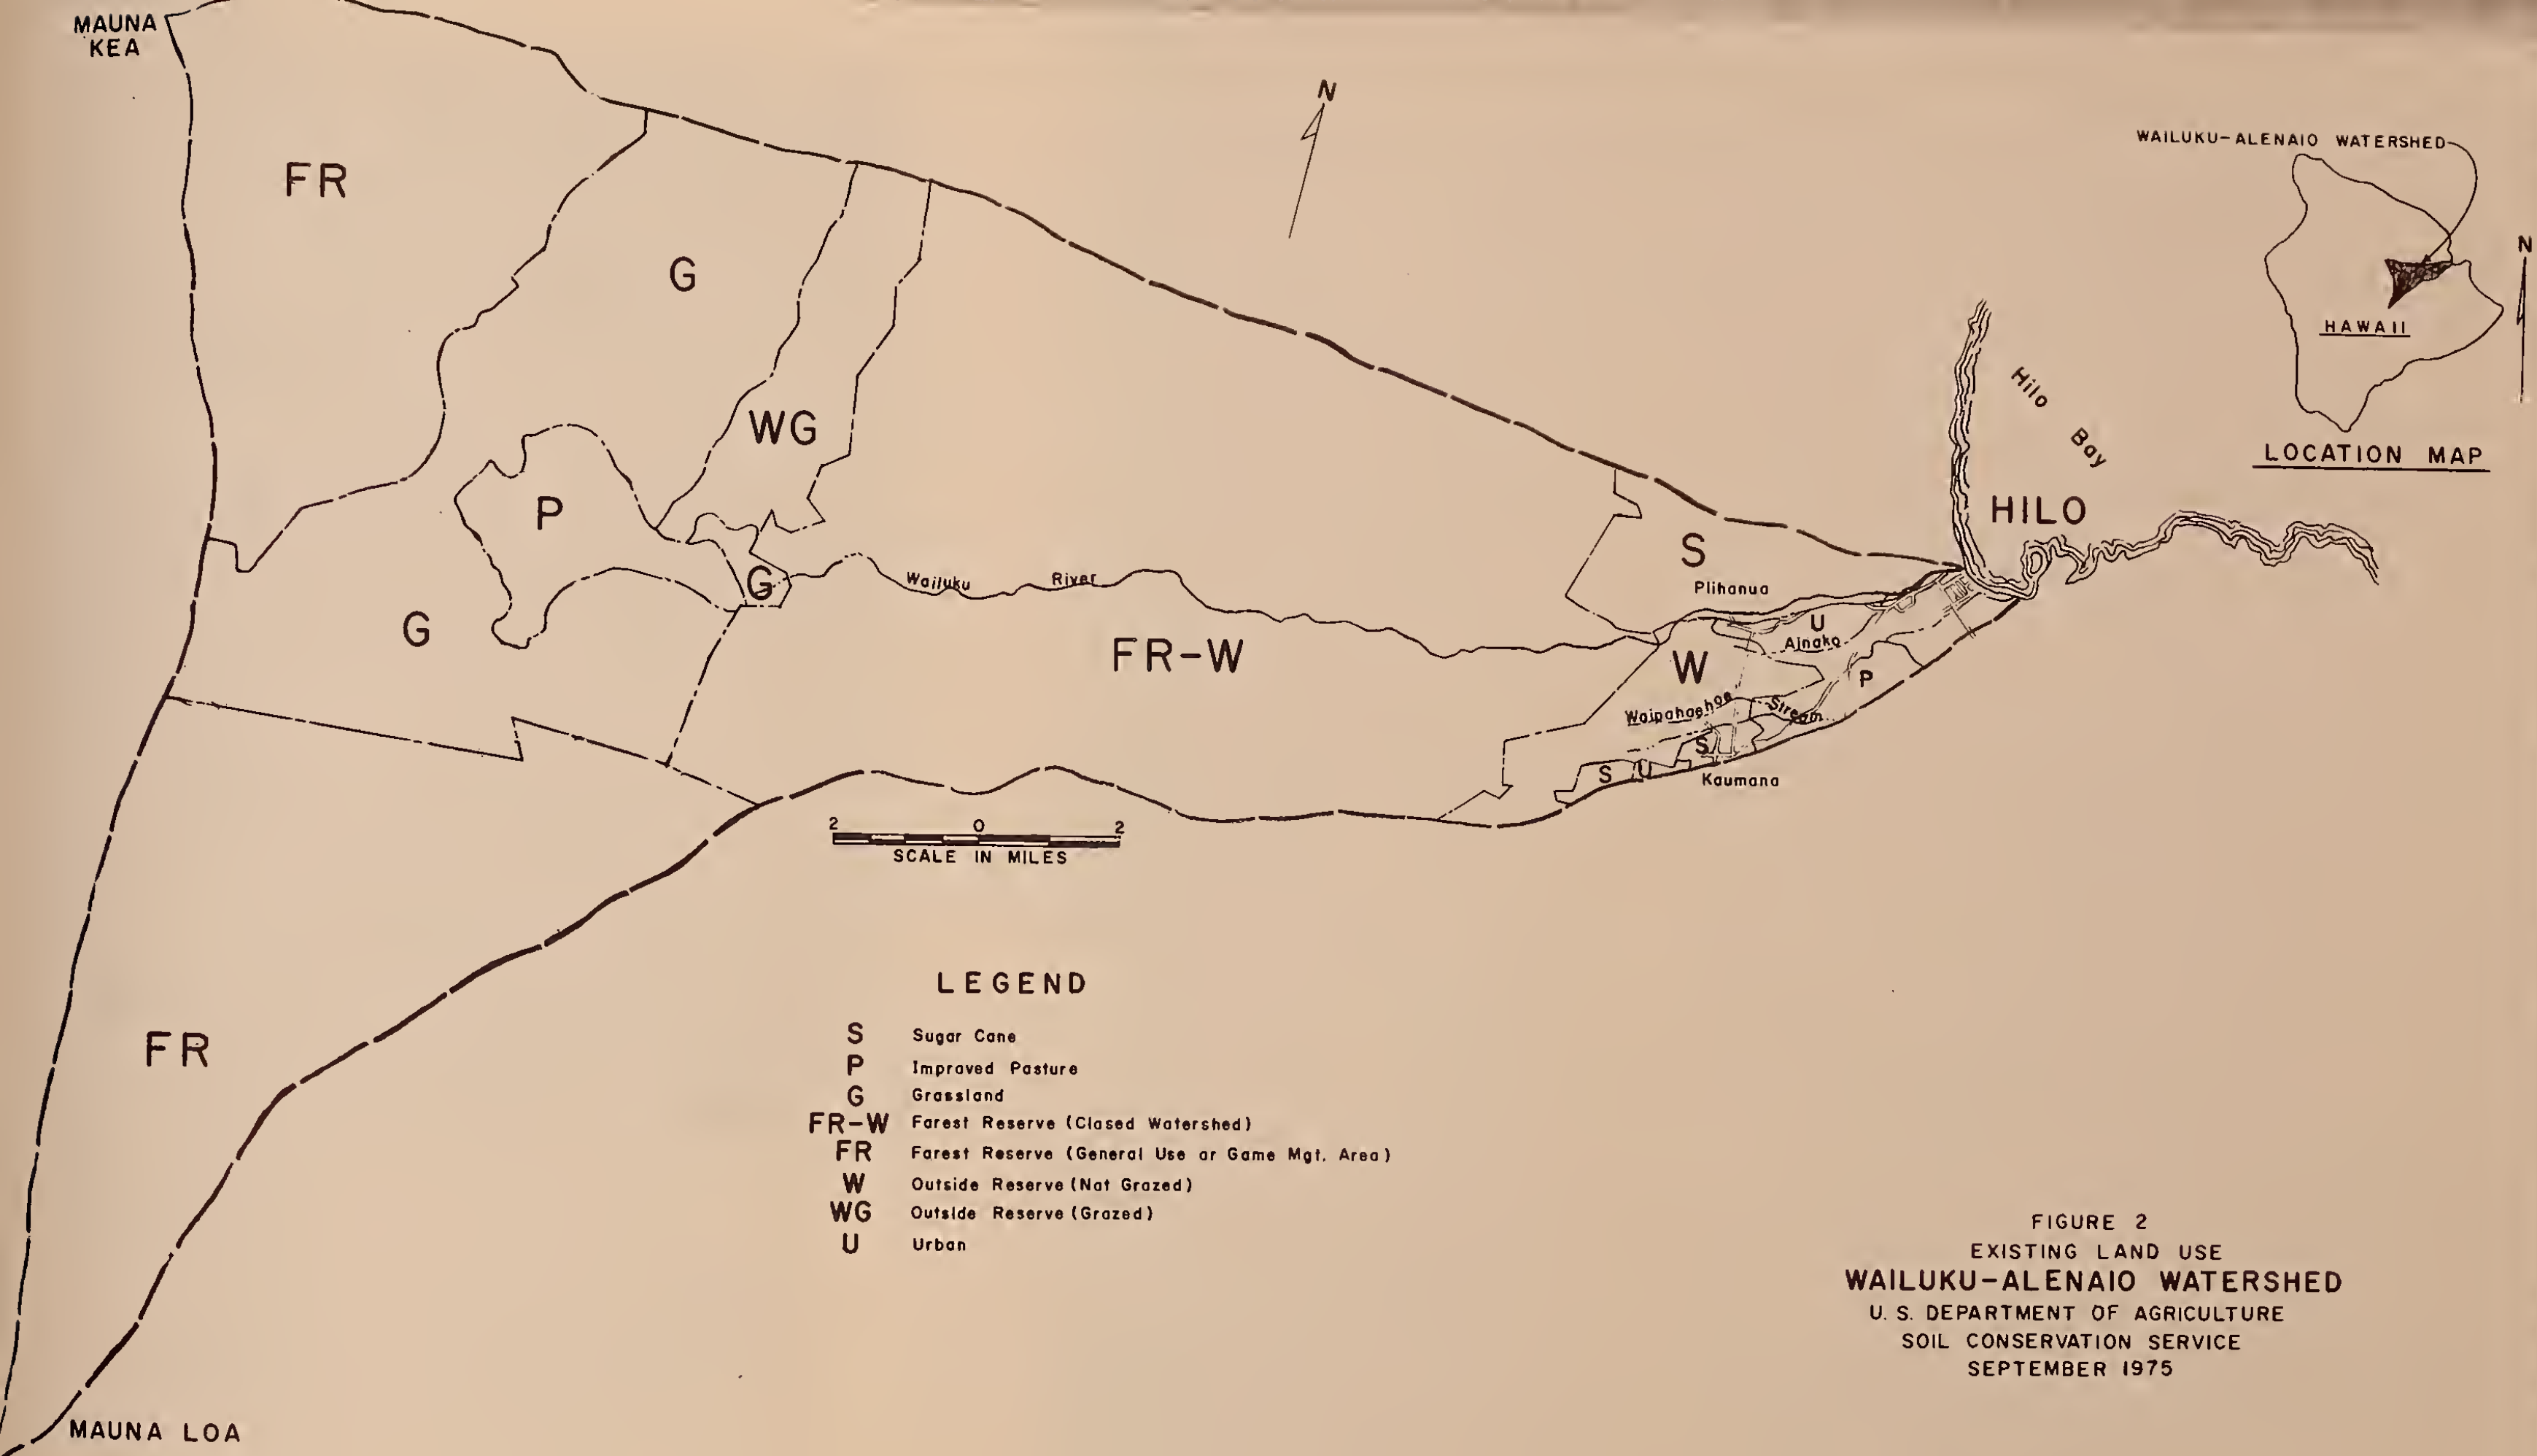 MAUNA
KEA
N
WAILUKU-ALENAIO WATERSHED
FR
G
N
HAWAII
Hilo
Bay
LOCATION MAP
WG
P
HILO
S
G
Wailuku River
Plihanua
G
U
Ainako
FR-W
W
P
Waipahoehoe Stream
S
S
U
Kaumana
2 0 2
SCALE IN MILES
LEGEND
S Sugar Cane
P Improved Pasture
G Grassland
FR-W Forest Reserve (Closed Watershed)
FR Forest Reserve (General Use or Game Mgt. Area)
W Outside Reserve (Not Grazed)
WG Outside Reserve (Grazed)
U Urban
FR
FIGURE 2
EXISTING LAND USE
WAILUKU-ALENAIO WATERSHED
U. S. DEPARTMENT OF AGRICULTURE
SOIL CONSERVATION SERVICE
SEPTEMBER 1975
MAUNA LOA